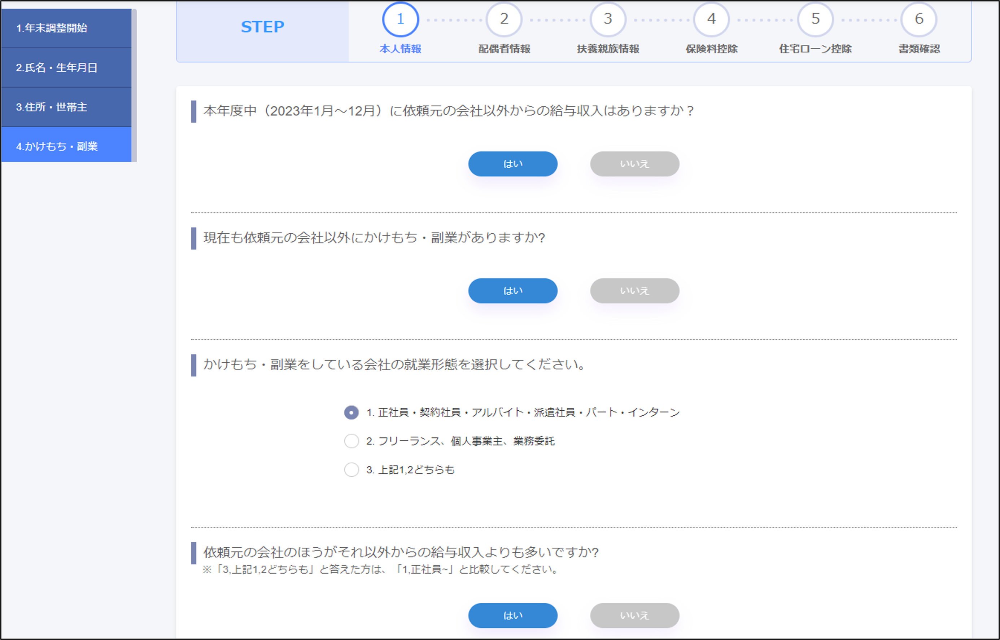 1.年末調整開始
2.氏名・生年月日
3.住所・世帯主
4.かけもち・副業
STEP
1
本人情報
2
配偶者情報
3
扶養親族情報
4
保険料控除
5
住宅ローン控除
6
書類確認
本年度中（2023年1月～12月）に依頼元の会社以外からの給与収入はありますか？
はい いいえ
現在も依頼元の会社以外にかけもち・副業がありますか?
はい いいえ
かけもち・副業をしている会社の就業形態を選択してください。
1. 正社員・契約社員・アルバイト・派遣社員・パート・インターン
2. フリーランス、個人事業主、業務委託
3. 上記1,2どちらも
依頼元の会社のほうがそれ以外からの給与収入よりも多いですか?
※「3,上記1,2どちらも」と答えた方は、「1,正社員~」と比較してください。
はい いいえ